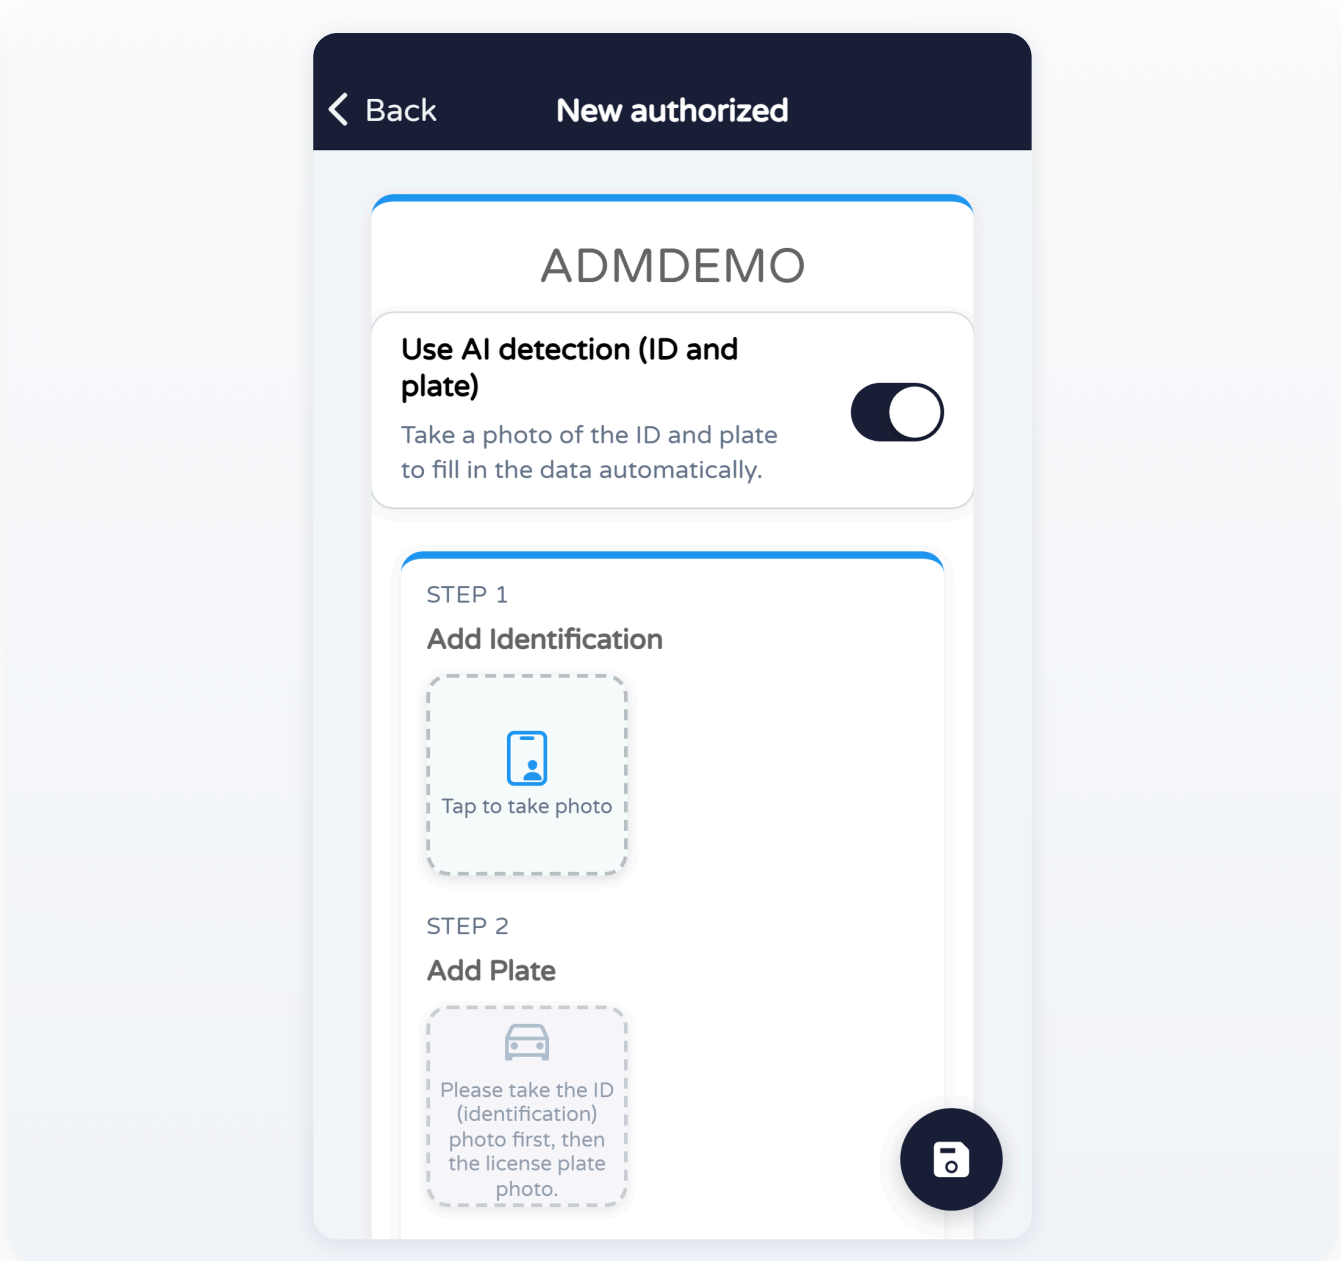 Back
New authorized
ADMDEMO
Use AI detection (ID and
plate)
Take a photo of the ID and plate
to fill in the data automatically.
STEP 1
Add Identification
Tap to take photo
STEP 2
Add Plate
Please take the ID
(identification)
photo first, then
the license plate
photo.